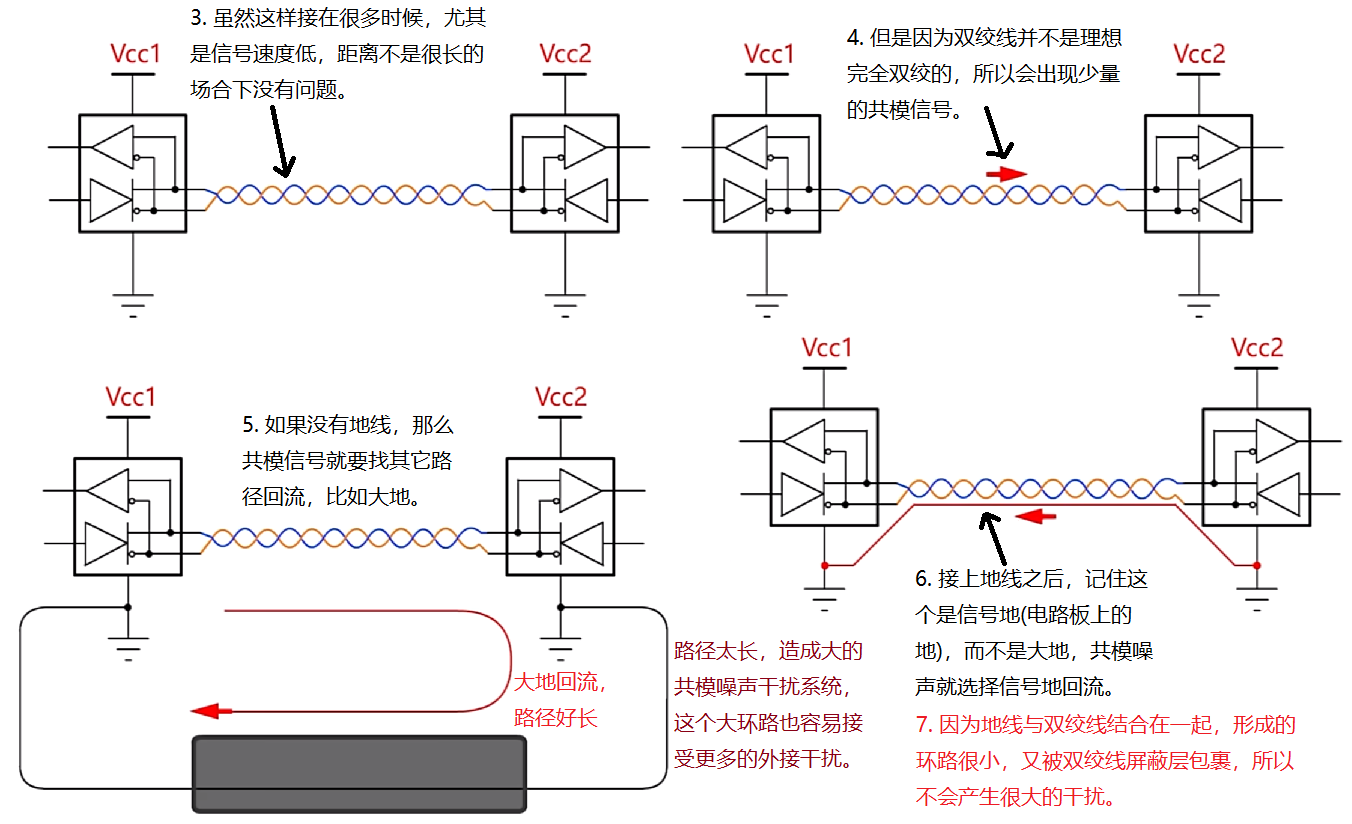 3. 虽然这样接在很多时候，尤其
是信号速度低，距离不是很长的
场合下没有问题。
Vcc1
Vcc2
4. 但是因为双绞线并不是理想
完全双绞的，所以会出现少量
的共模信号。
Vcc1
Vcc2
5. 如果没有地线，那么
共模信号就要找其它路
径回流，比如大地。
Vcc1
Vcc2
大地回流，
路径好长
路径太长，造成大的
共模噪声干扰系统，
这个大环路也容易接
受更多的外接干扰。
Vcc1
Vcc2
6. 接上地线之后，记住这
个是信号地(电路板上的
地)，而不是大地，共模噪
声就选择信号地回流。
7. 因为地线与双绞线结合在一起，形成的
环路很小，又被双绞线屏蔽层包裹，所以
不会产生很大的干扰。